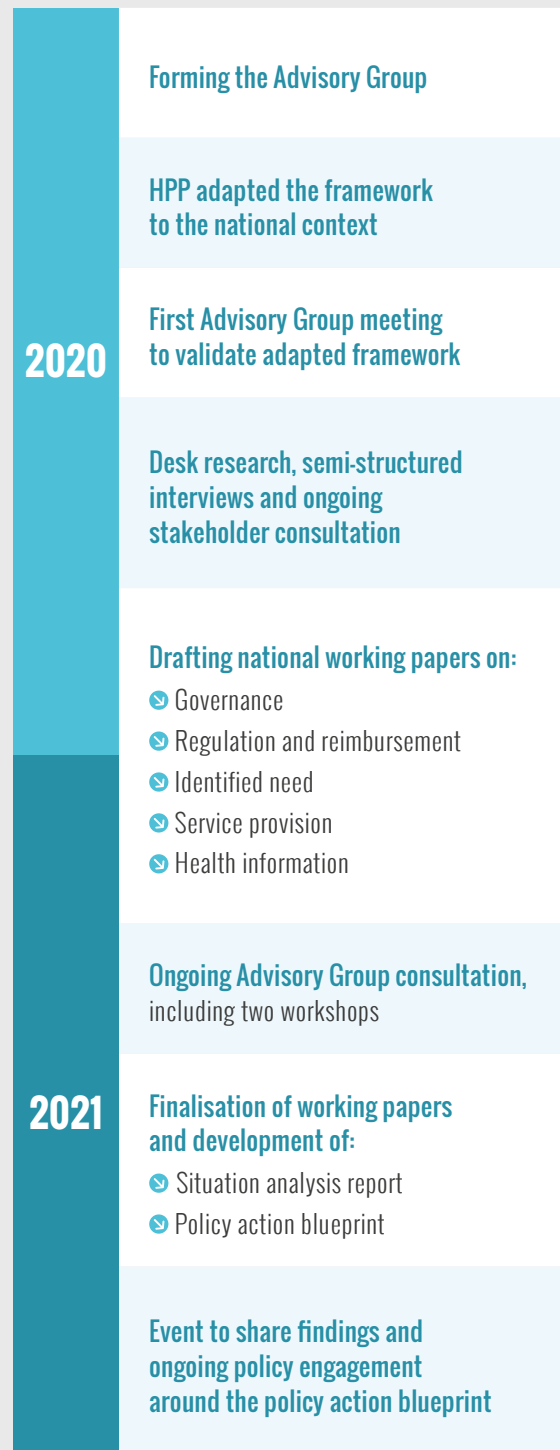 Forming the Advisory Group
HPP adapted the framework
to the national context
2020
First Advisory Group meeting
to validate adapted framework
Desk research, semi-structured
interviews and ongoing
stakeholder consultation
Drafting national working papers on:
Governance
Regulation and reimbursement
Identified need
Service provision
Health information
Ongoing Advisory Group consultation,
including two workshops
2021
Finalisation of working papers
and development of:
Situation analysis report
Policy action blueprint
Event to share findings and
ongoing policy engagement
around the policy action blueprint